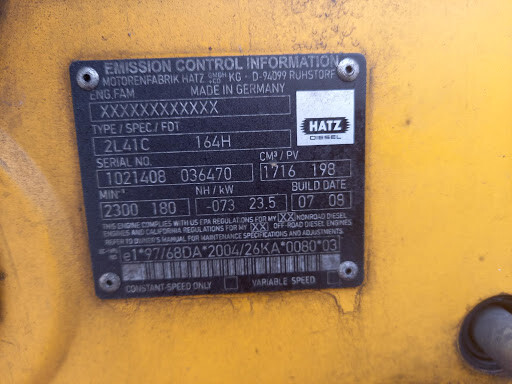 EMISSION CONTROL INFORMATION
MOTORENFABRIK HATZ GMBH +CO KG - D-94099 RUHSTORF
ENG.FAM MADE IN GERMANY
XXXXXXXXXXXX
TYPE / SPEC / FDT
HATZ
DIESEL
2L41C 164H
SERIAL NO. CM³/ PV
1021408 036470 1716 198
MIN⁻¹ NH / kW BUILD DATE
2300 180 -073 23.5 07 08
THIS ENGINE COMPLIES WITH US EPA REGULATIONS FOR MY XX NONROAD DIESEL
ENGINES AND CALIFORNIA REGULATIONS FOR MY XX OFF-ROAD DIESEL ENGINES.
REFER TO OWNER'S MANUAL FOR MAINTENANCE SPECIFICATIONS AND ADJUSTMENTS
e1*97/68DA*2004/26KA*0080*03
CONSTANT-SPEED ONLY VARIABLE SPEED